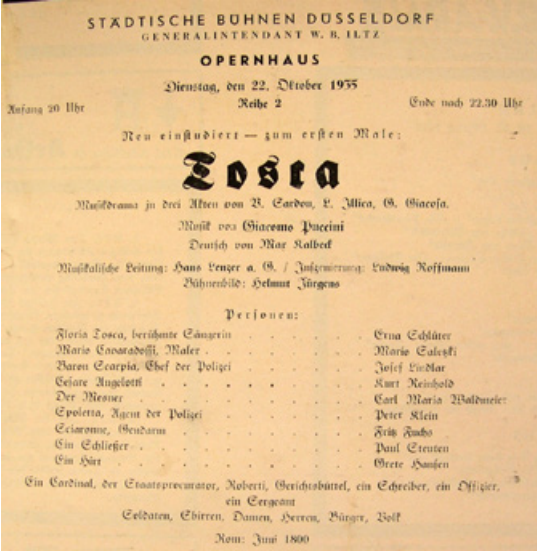 STÄDTISCHE BÜHNEN DÜSSELDORF
GENERALINTENDANT W. B. ILTZ
OPERNHAUS
Dienstag, den 22. Oktober 1935
Anfang 20 Uhr Reihe 2 Ende nach 22.30 Uhr
Neu einstudiert — zum ersten Male:
Tosca
Musikdrama in drei Akten von V. Sardou, L. Illica, G. Giacosa.
Musik von Giacomo Puccini
Deutsch von Max Kalbeck
Musikalische Leitung: Hans Lenzer a. G. / Inszenierung: Ludwig Roffmann
Bühnenbild: Helmut Jürgens
Personen:
Floria Tosca, berühmte Sängerin . . . . . Erna Schlüter
Mario Cavaradossi, Maler . . . . . . Mario Saletzki
Baron Scarpia, Chef der Polizei . . . . . Josef Lindlar
Cesare Angelotti . . . . . . . Kurt Reinhold
Der Mesner . . . . . . . . Carl Maria Waldmeier
Spoletta, Agent der Polizei . . . . . . Peter Klein
Sciarrone, Gendarm . . . . . . . Fritz Fuchs
Ein Schließer . . . . . . . . Paul Steuten
Ein Hirt . . . . . . . . . Grete Hansen
Ein Cardinal, der Staatsprocurator, Roberti, Gerichtsbüttel, ein Schreiber, ein Offizier,
ein Sergeant
Soldaten, Sbirren, Damen, Herren, Bürger, Volk
Rom: Juni 1800